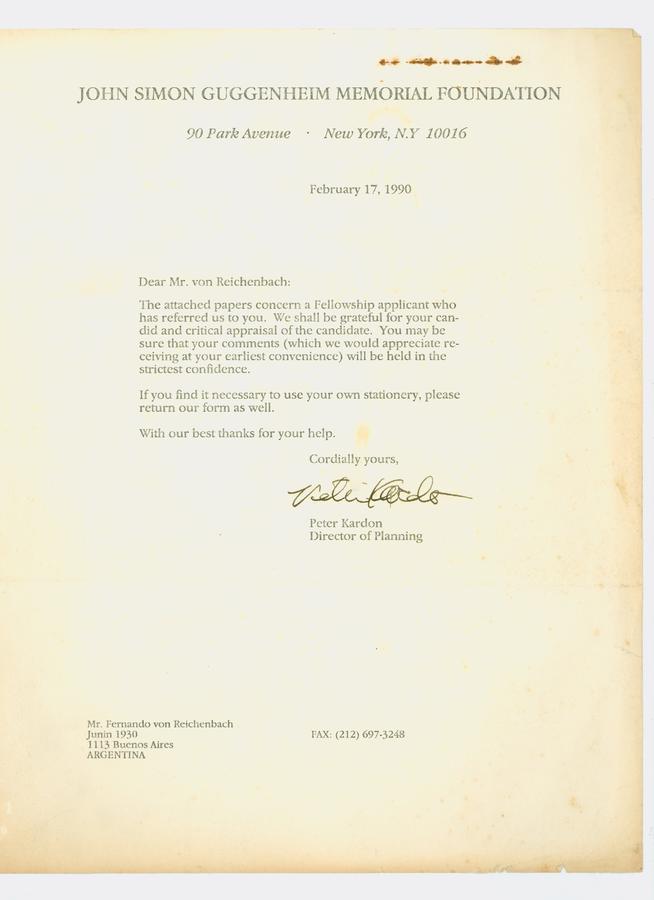 JOHN SIMON GUGGENHEIM MEMORIAL FOUNDATION
90 Park Avenue · New York, N.Y 10016
February 17, 1990
Dear Mr. von Reichenbach:
The attached papers concern a Fellowship applicant who
has referred us to you. We shall be grateful for your can-
did and critical appraisal of the candidate. You may be
sure that your comments (which we would appreciate re-
ceiving at your earliest convenience) will be held in the
strictest confidence.
If you find it necessary to use your own stationery, please
return our form as well.
With our best thanks for your help.
Cordially yours,
Peter Kardon
Peter Kardon
Director of Planning
Mr. Fernando von Reichenbach
Junin 1930
1113 Buenos Aires
ARGENTINA
FAX: (212) 697-3248